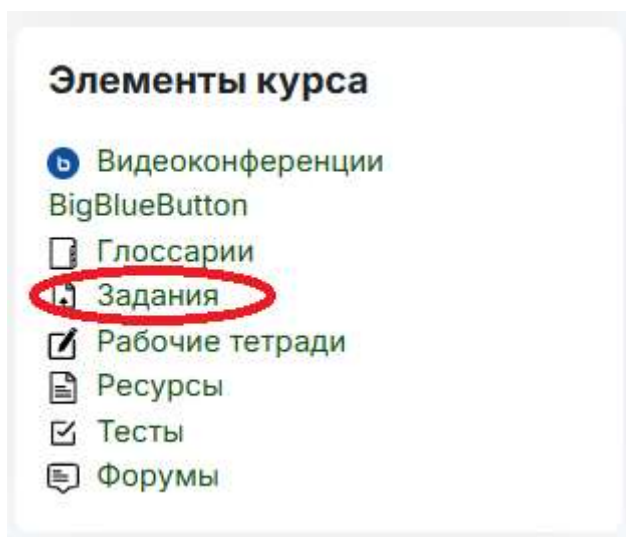 Элементы курса
Видеоконференции
BigBlueButton
Глоссарии
Задания
Рабочие тетради
Ресурсы
Тесты
Форумы